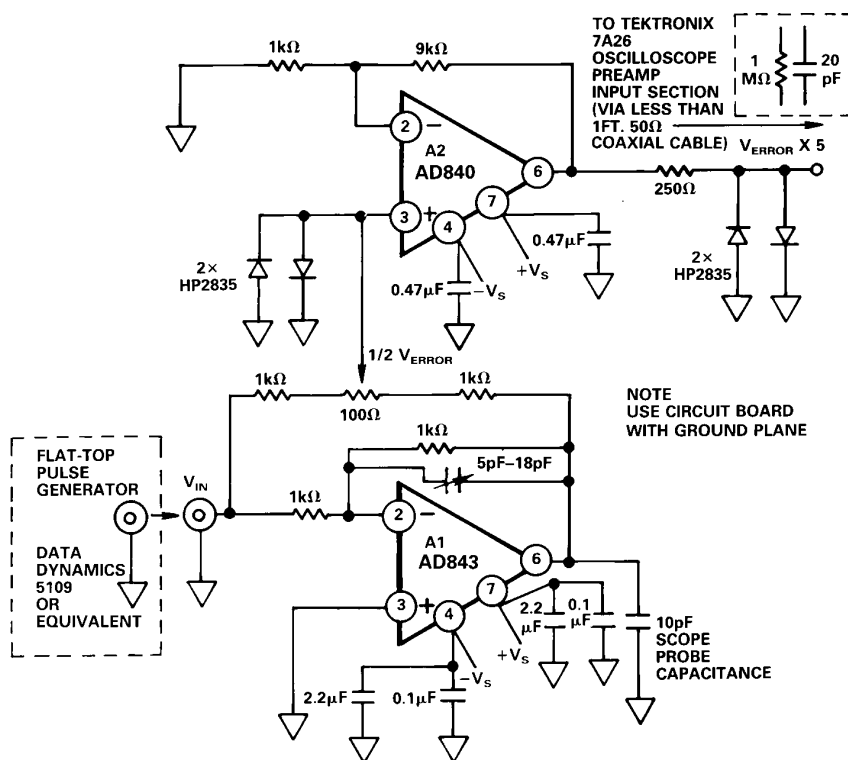 1kΩ
9kΩ
TO TEKTRONIX
7A26
OSCILLOSCOPE
PREAMP
INPUT SECTION
(VIA LESS THAN
1FT. 50Ω
COAXIAL CABLE)
1
MΩ
20
pF
VERROR X 5
2
−
A2
AD840
6
7
3
+
4
250Ω
2×
HP2835
0.47µF
−VS
+VS
0.47µF
2×
HP2835
1/2 VERROR
1kΩ
100Ω
1kΩ
NOTE
USE CIRCUIT BOARD
WITH GROUND PLANE
1kΩ
5pF–18pF
FLAT-TOP
PULSE
GENERATOR
DATA
DYNAMICS
5109
OR
EQUIVALENT
VIN
1kΩ
2
−
A1
AD843
6
7
3
+
4
2.2
µF
0.1
µF
+VS
−VS
2.2µF
0.1µF
10pF
SCOPE
PROBE
CAPACITANCE